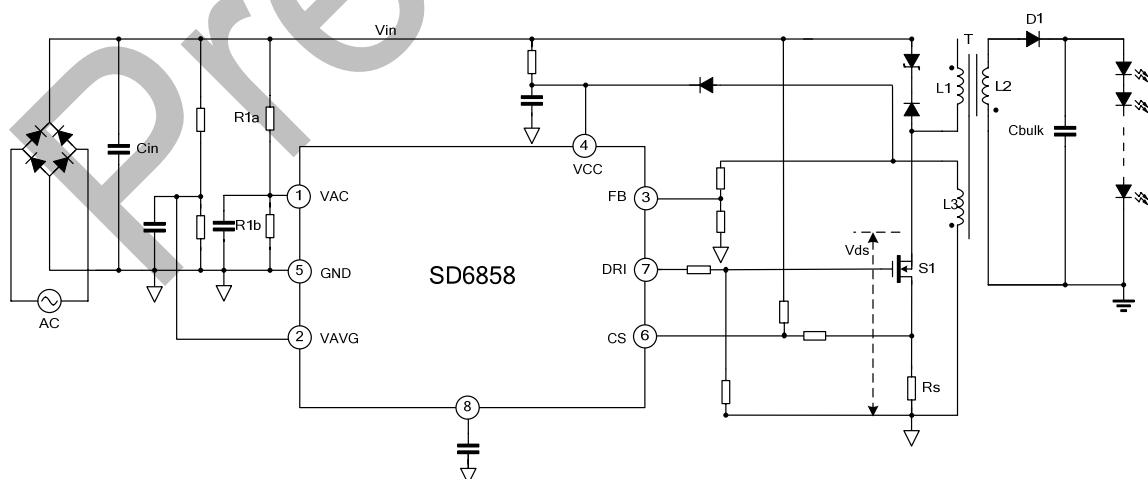 Pre
Vin
T
D1
L1
L2
R1a
Cin
Cbulk
4
VCC
1
VAC
FB
3
R1b
L3
Vds
5
GND
SD6858
DRI
7
S1
AC
2
VAVG
CS
6
Rs
8